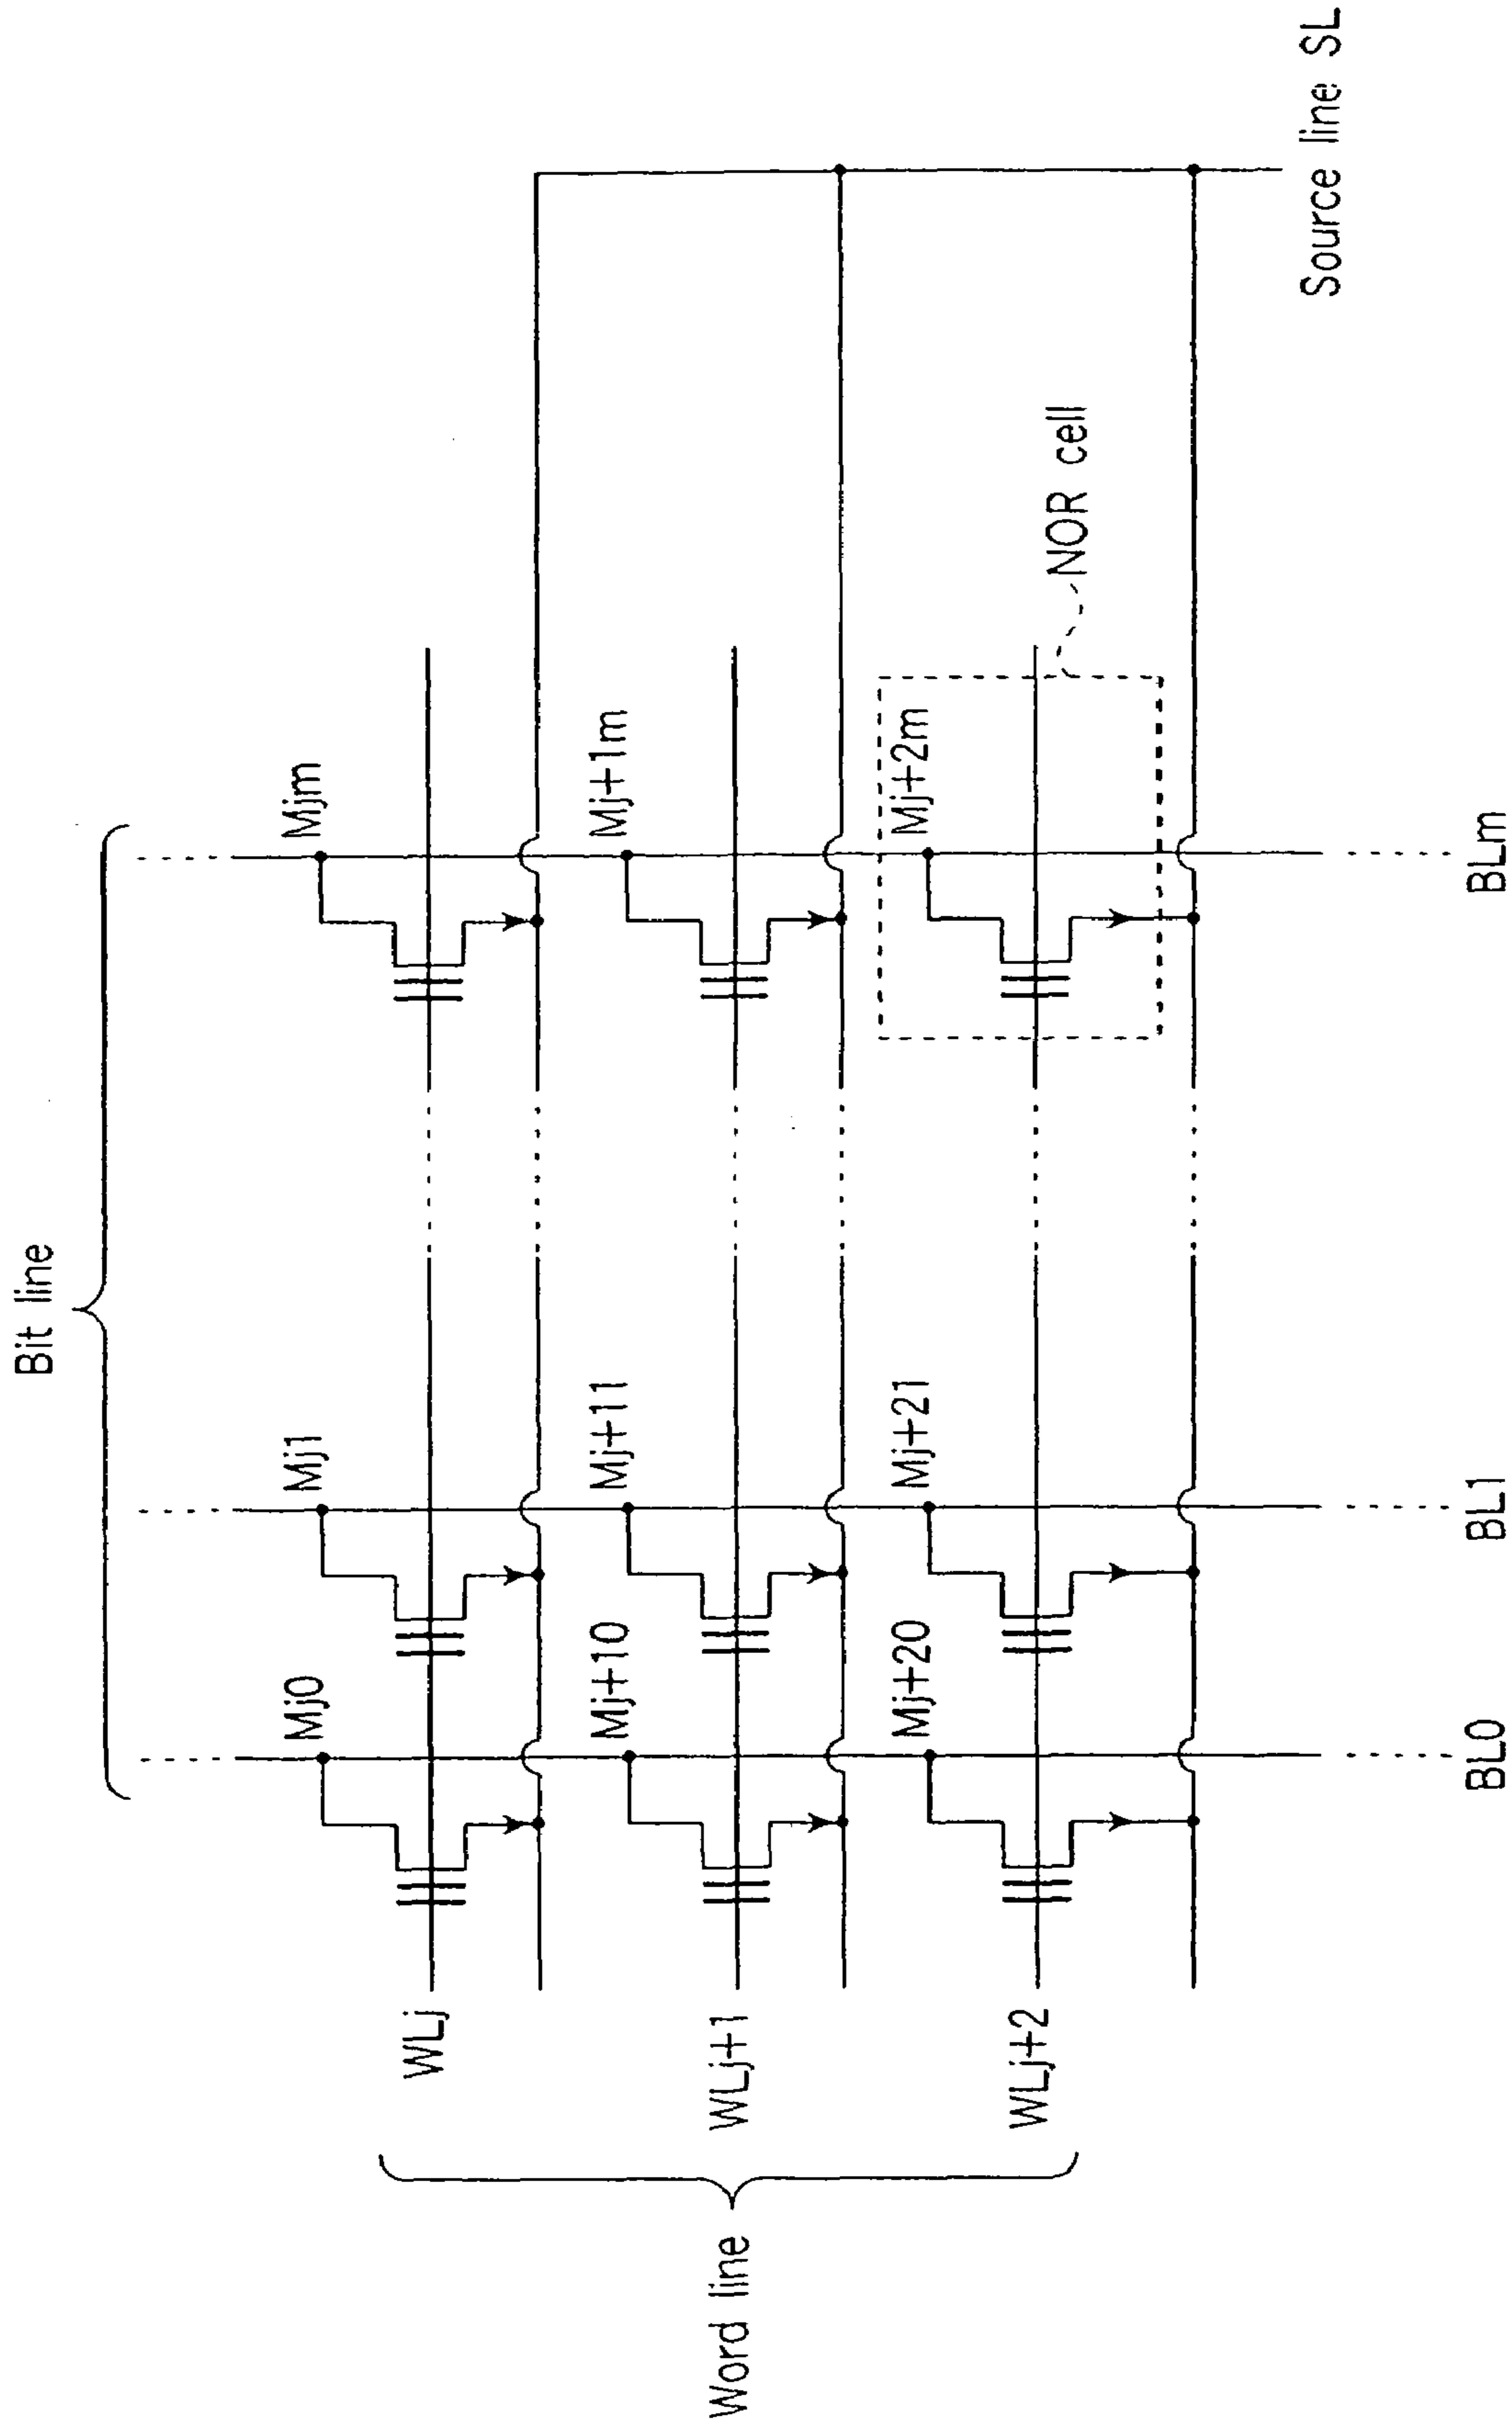 Bit line
Mj0
Mj1
Mjm
WLj
Mj+10
Mj+11
Mj+1m
Word line
WLj+1
Mj+20
Mj+21
Mj+2m
WLj+2
NOR cell
BL0
BL1
BLm
Source line SL